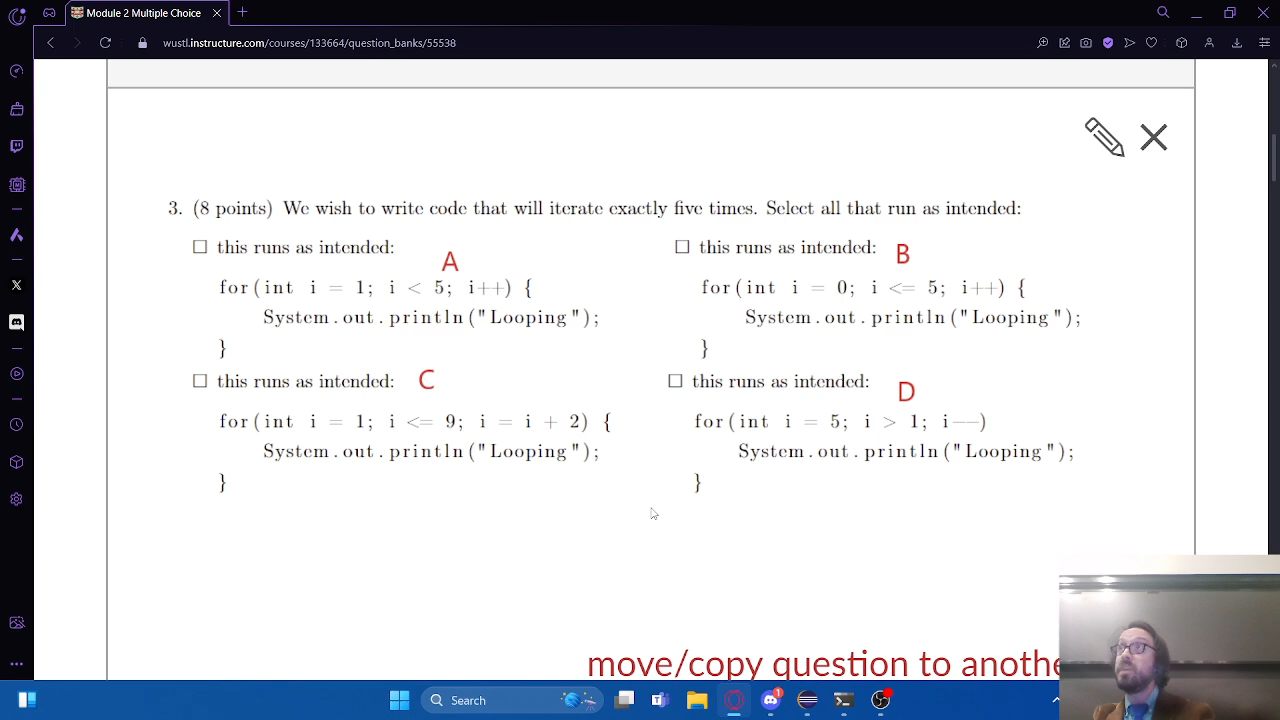 Module 2 Multiple Choice
wustl.instructure.com/courses/133664/question_banks/55538
3. (8 points) We wish to write code that will iterate exactly five times. Select all that run as intended:
☐ this runs as intended:
A
for(int i = 1; i < 5; i++) {
System.out.println("Looping");
}
☐ this runs as intended:
B
for(int i = 0; i <= 5; i++) {
System.out.println("Looping");
}
☐ this runs as intended:
C
for(int i = 1; i <= 9; i = i + 2) {
System.out.println("Looping");
}
☐ this runs as intended:
D
for(int i = 5; i > 1; i--)
System.out.println("Looping");
}
move/copy question to anothe
Search
1